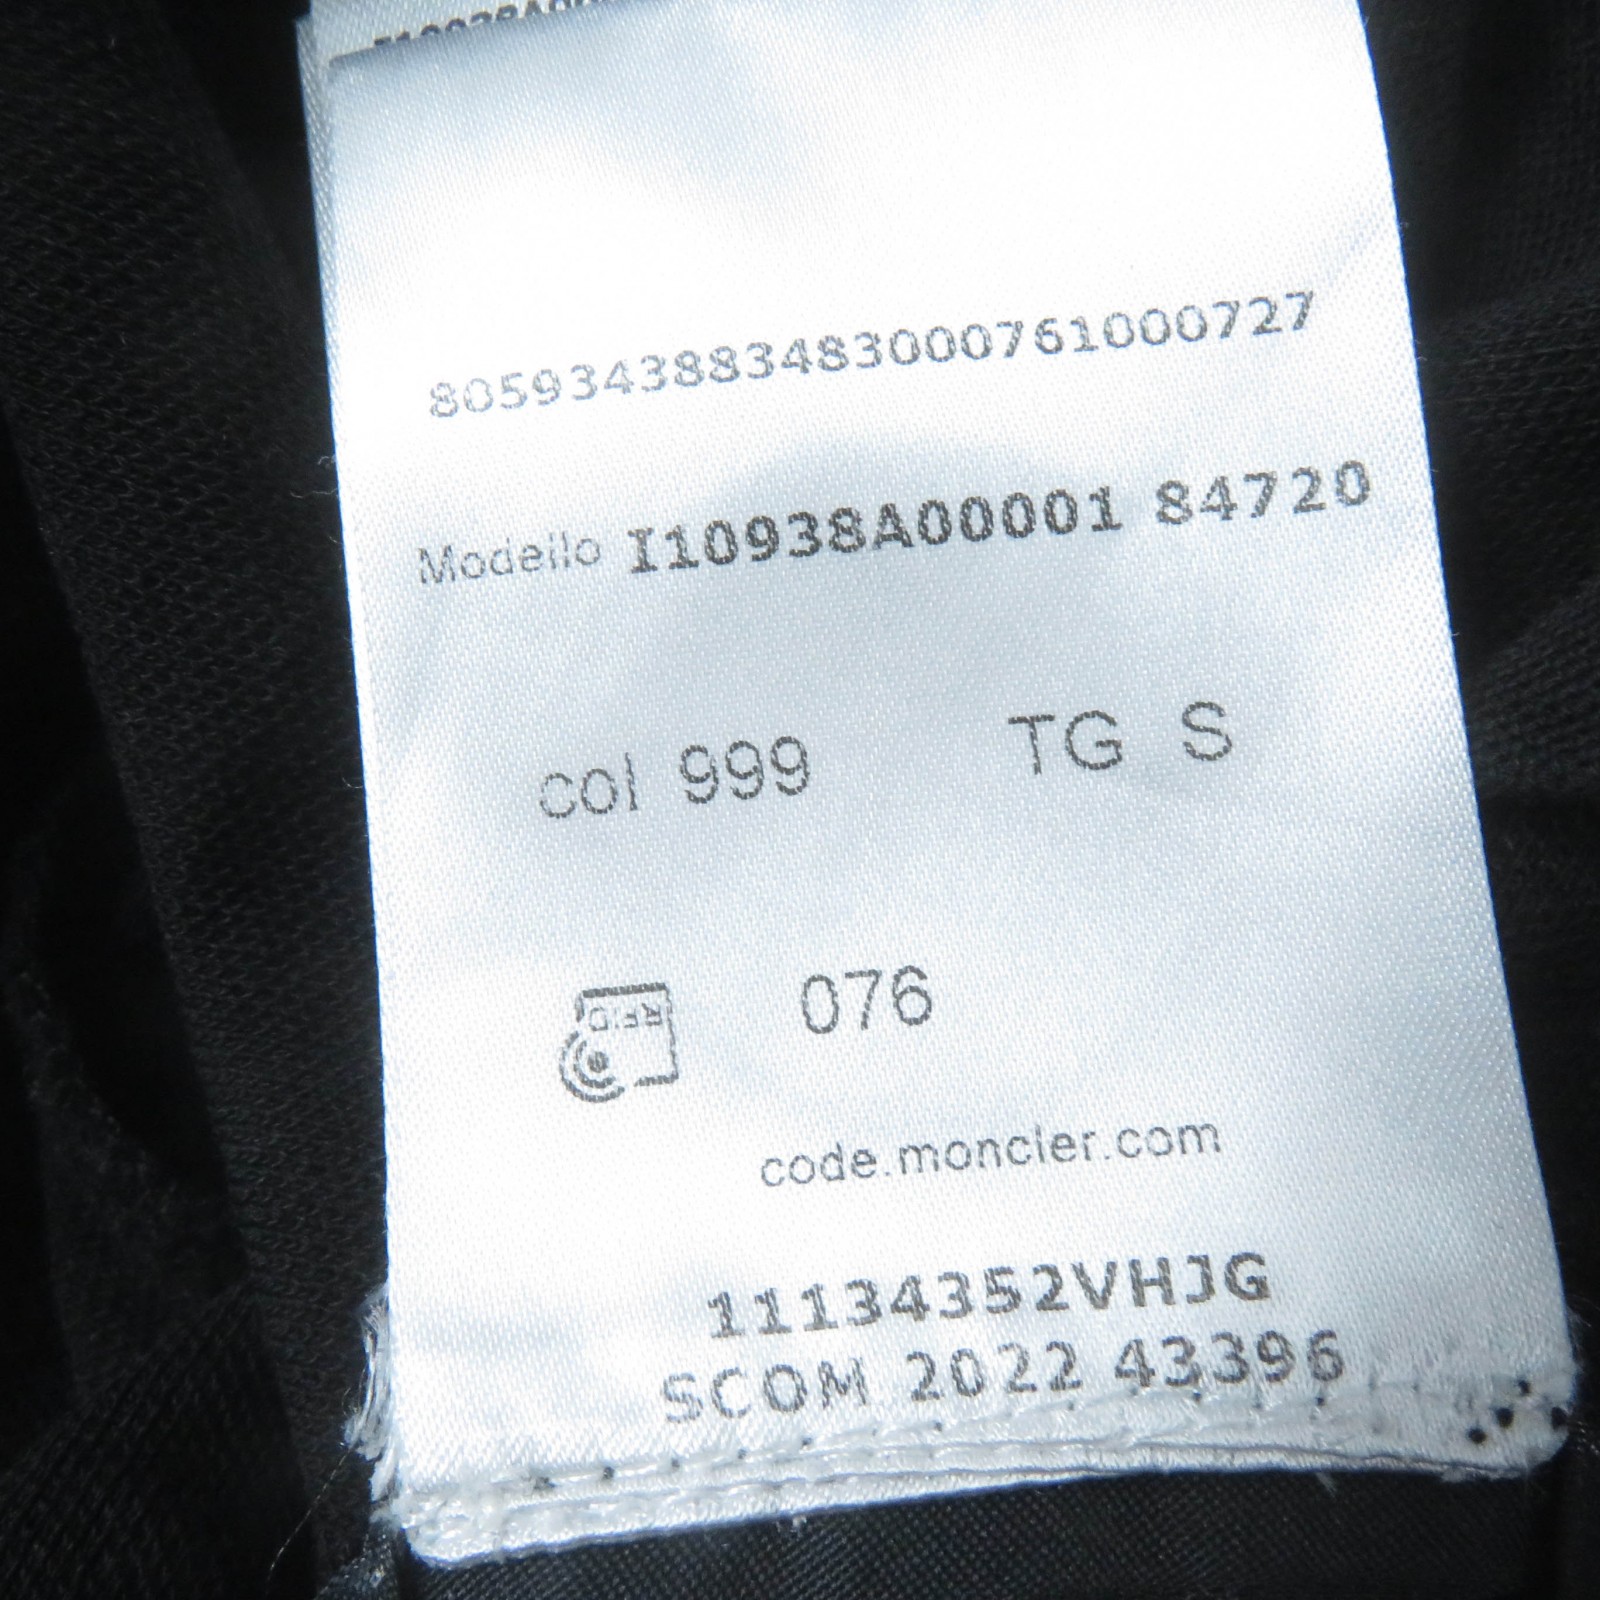 8059343883483000761000727
Modello I10938A00001 84720
col 999 TG S
RFID 076
code.moncler.com
11134352VHJG
SCOM 2022 43396